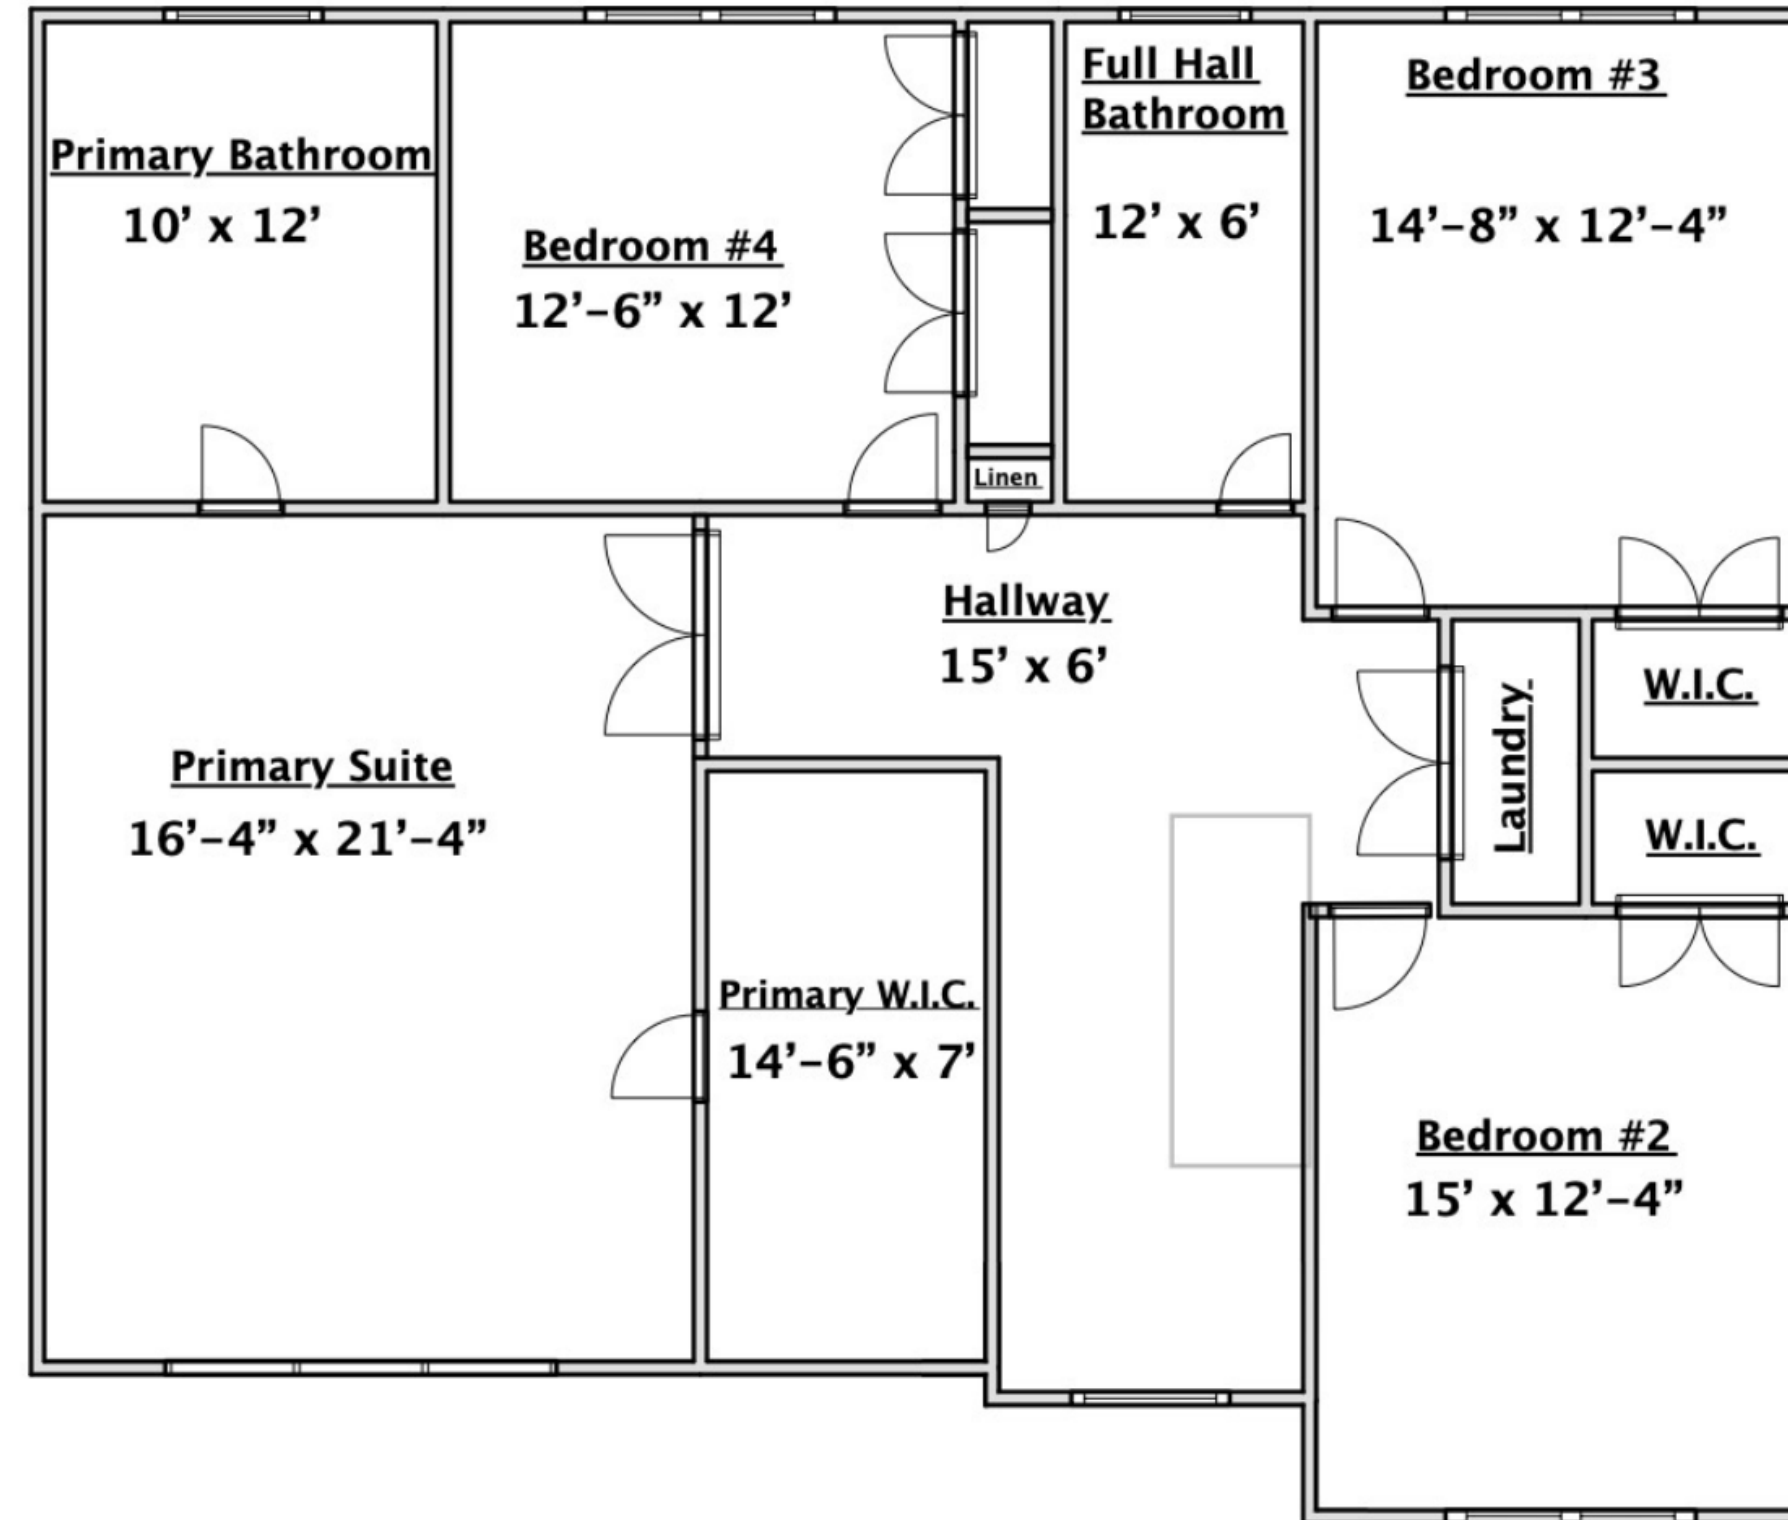 Primary Bathroom
10’ x 12’
Bedroom #4
12’-6” x 12’
Full Hall
Bathroom
12’ x 6’
Bedroom #3
14’-8” x 12’-4”
Linen
Hallway
15’ x 6’
Primary Suite
16’-4” x 21’-4”
Laundry
W.I.C.
W.I.C.
Primary W.I.C.
14’-6” x 7’
Bedroom #2
15’ x 12’-4”